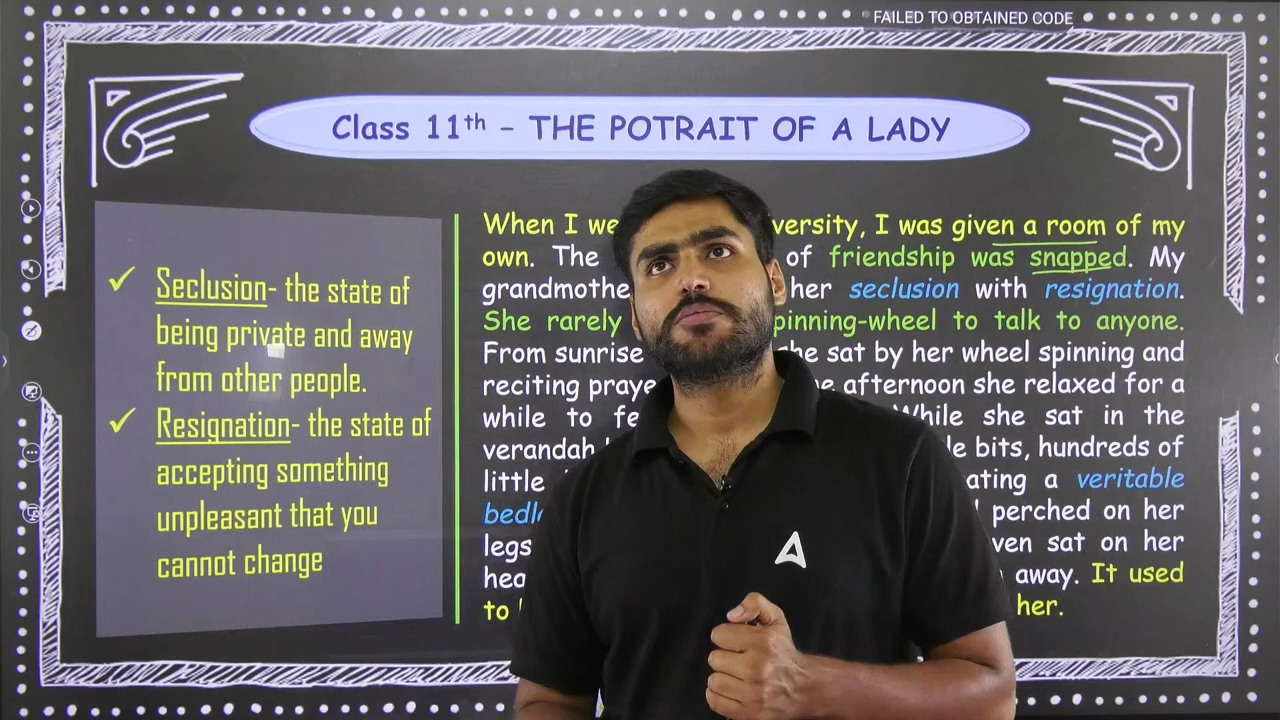 FAILED TO OBTAINED CODE
Class 11th - THE POTRAIT OF A LADY
✓ Seclusion- the state of
being private and away
from other people.
✓ Resignation- the state of
accepting something
unpleasant that you
cannot change
When I we versity, I was given a room of my
own. The of friendship was snapped. My
grandmothe her seclusion with resignation.
She rarely pinning-wheel to talk to anyone.
From sunrise she sat by her wheel spinning and
reciting praye e afternoon she relaxed for a
while to fe While she sat in the
verandah le bits, hundreds of
little ating a veritable
bedl perched on her
legs ven sat on her
hea away. It used
to her.